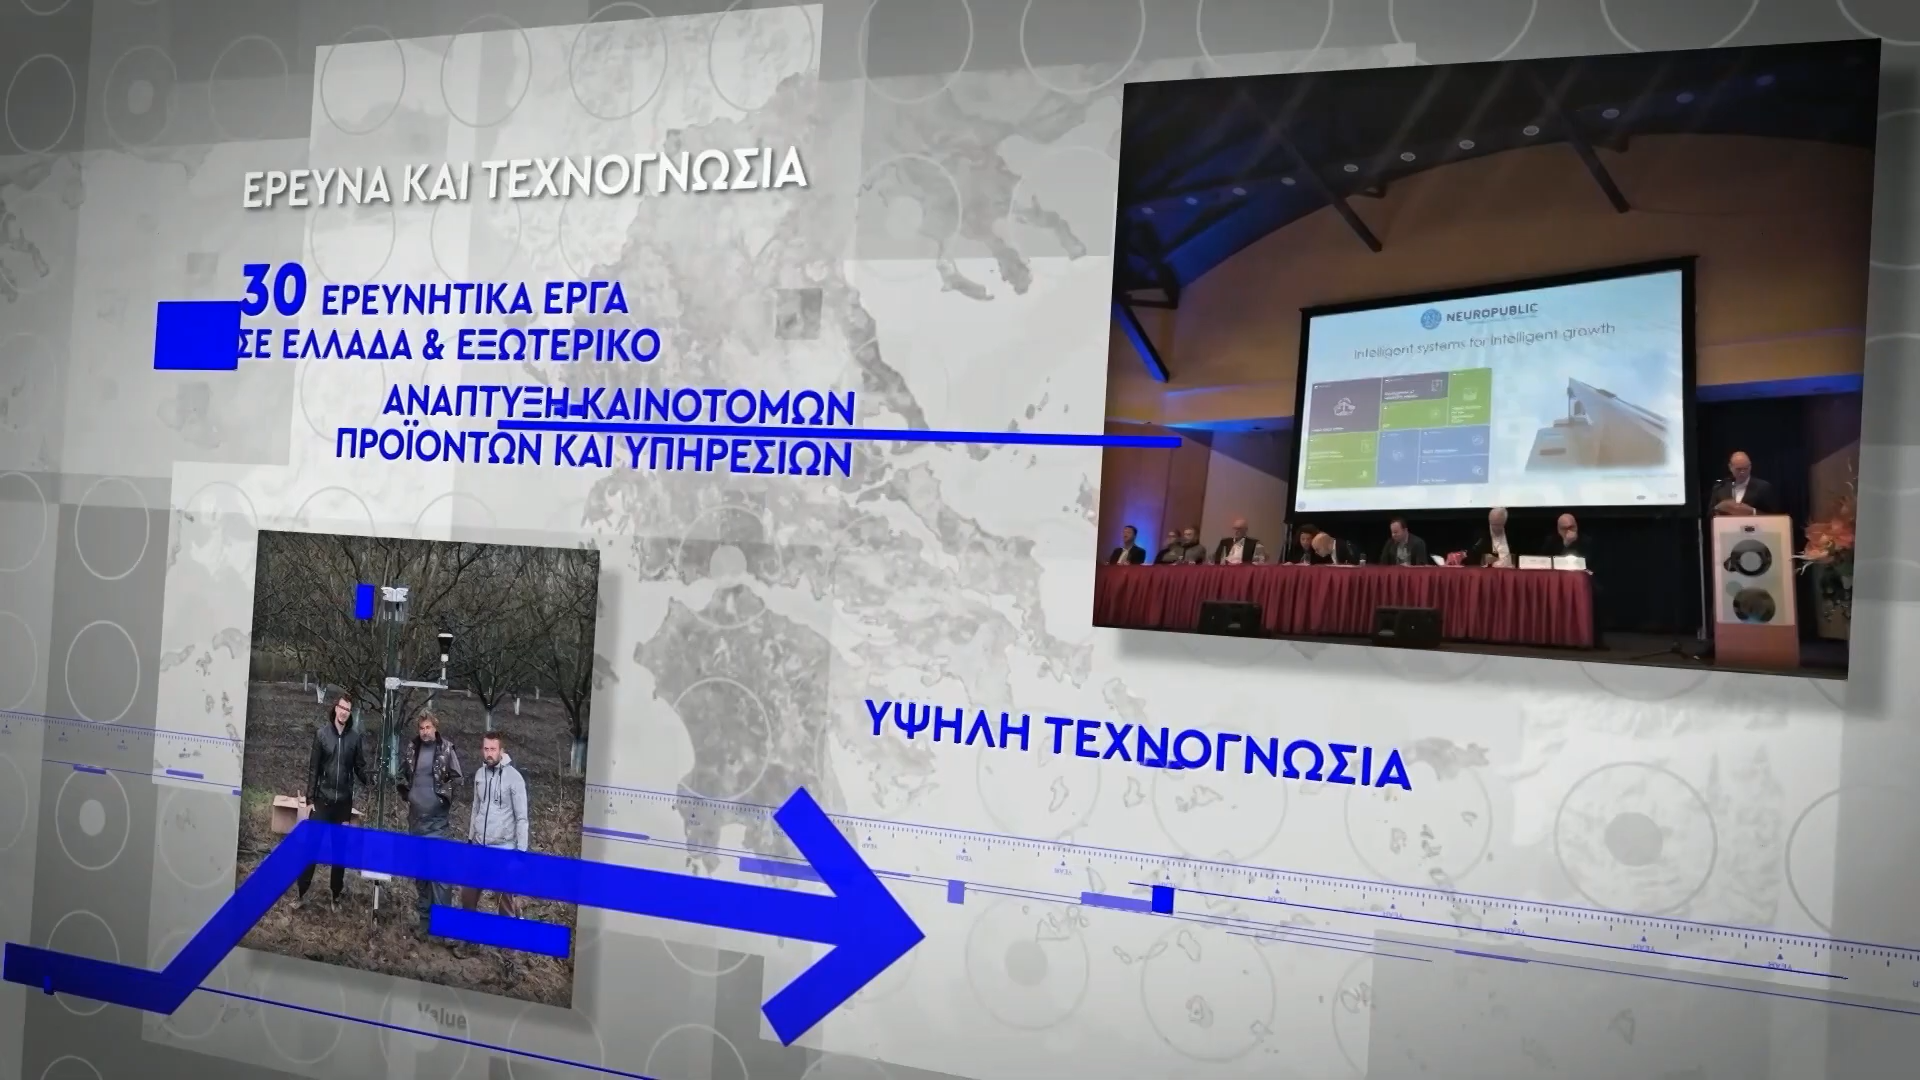 ΕΡΕΥΝΑ ΚΑΙ ΤΕΧΝΟΓΝΩΣΙΑ
30 ΕΡΕΥΝΗΤΙΚΑ ΕΡΓΑ
ΣΕ ΕΛΛΑΔΑ & ΕΞΩΤΕΡΙΚΟ
ΑΝΑΠΤΥΞΗ ΚΑΙΝΟΤΟΜΩΝ
ΠΡΟΪΟΝΤΩΝ ΚΑΙ ΥΠΗΡΕΣΙΩΝ
NEUROPUBLIC
Intelligent systems for intelligent growth
ΥΨΗΛΗ ΤΕΧΝΟΓΝΩΣΙΑ
Value